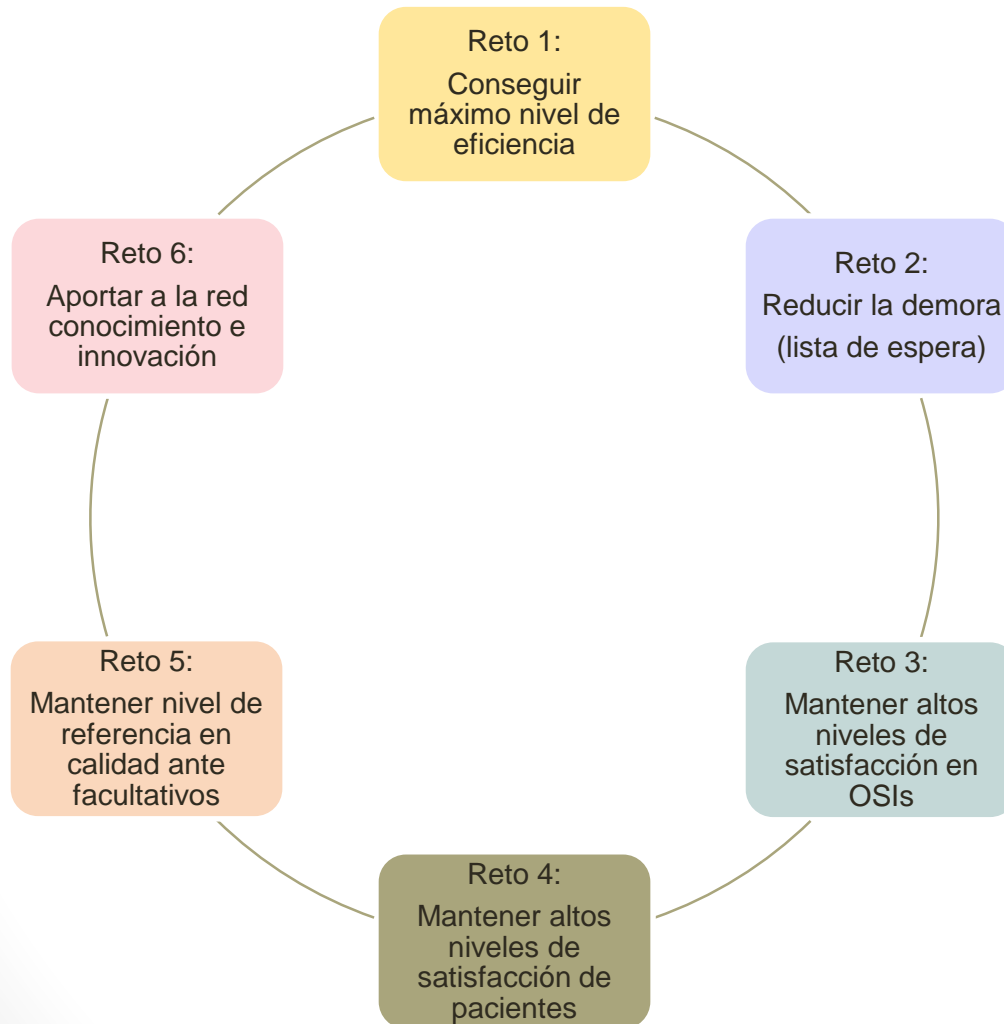 Reto 1:
Conseguir
máximo nivel de
eficiencia
Reto 2:
Reducir la demora
(lista de espera)
Reto 3:
Mantener altos
niveles de
satisfacción en
OSIs
Reto 4:
Mantener altos
niveles de
satisfacción de
pacientes
Reto 5:
Mantener nivel de
referencia en
calidad ante
facultativos
Reto 6:
Aportar a la red
conocimiento e
innovación